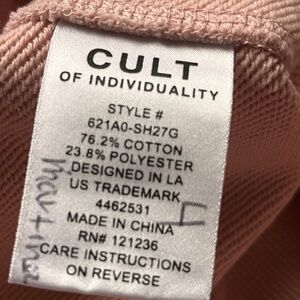 CULT
OF INDIVIDUALITY
STYLE #
621A0-SH27G
76.2% COTTON
23.8% POLYESTER
DESIGNED IN LA
US TRADEMARK
4462531
MADE IN CHINA
RN# 121236
CARE INSTRUCTIONS
ON REVERSE
4